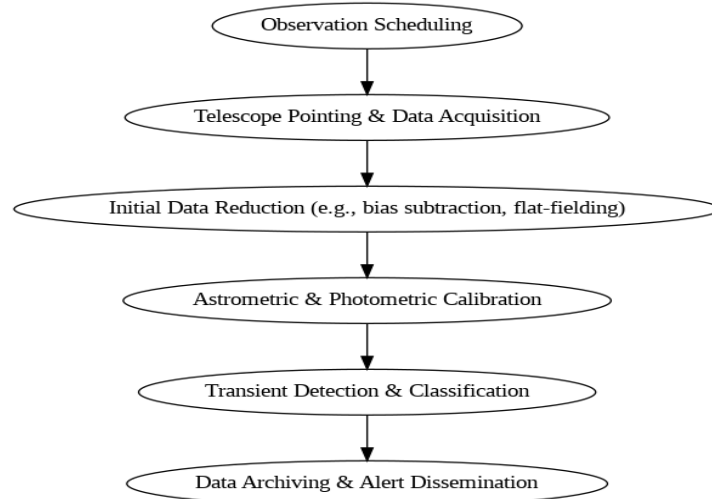 Observation Scheduling
Telescope Pointing & Data Acquisition
Initial Data Reduction (e.g., bias subtraction, flat-fielding)
Astrometric & Photometric Calibration
Transient Detection & Classification
Data Archiving & Alert Dissemination